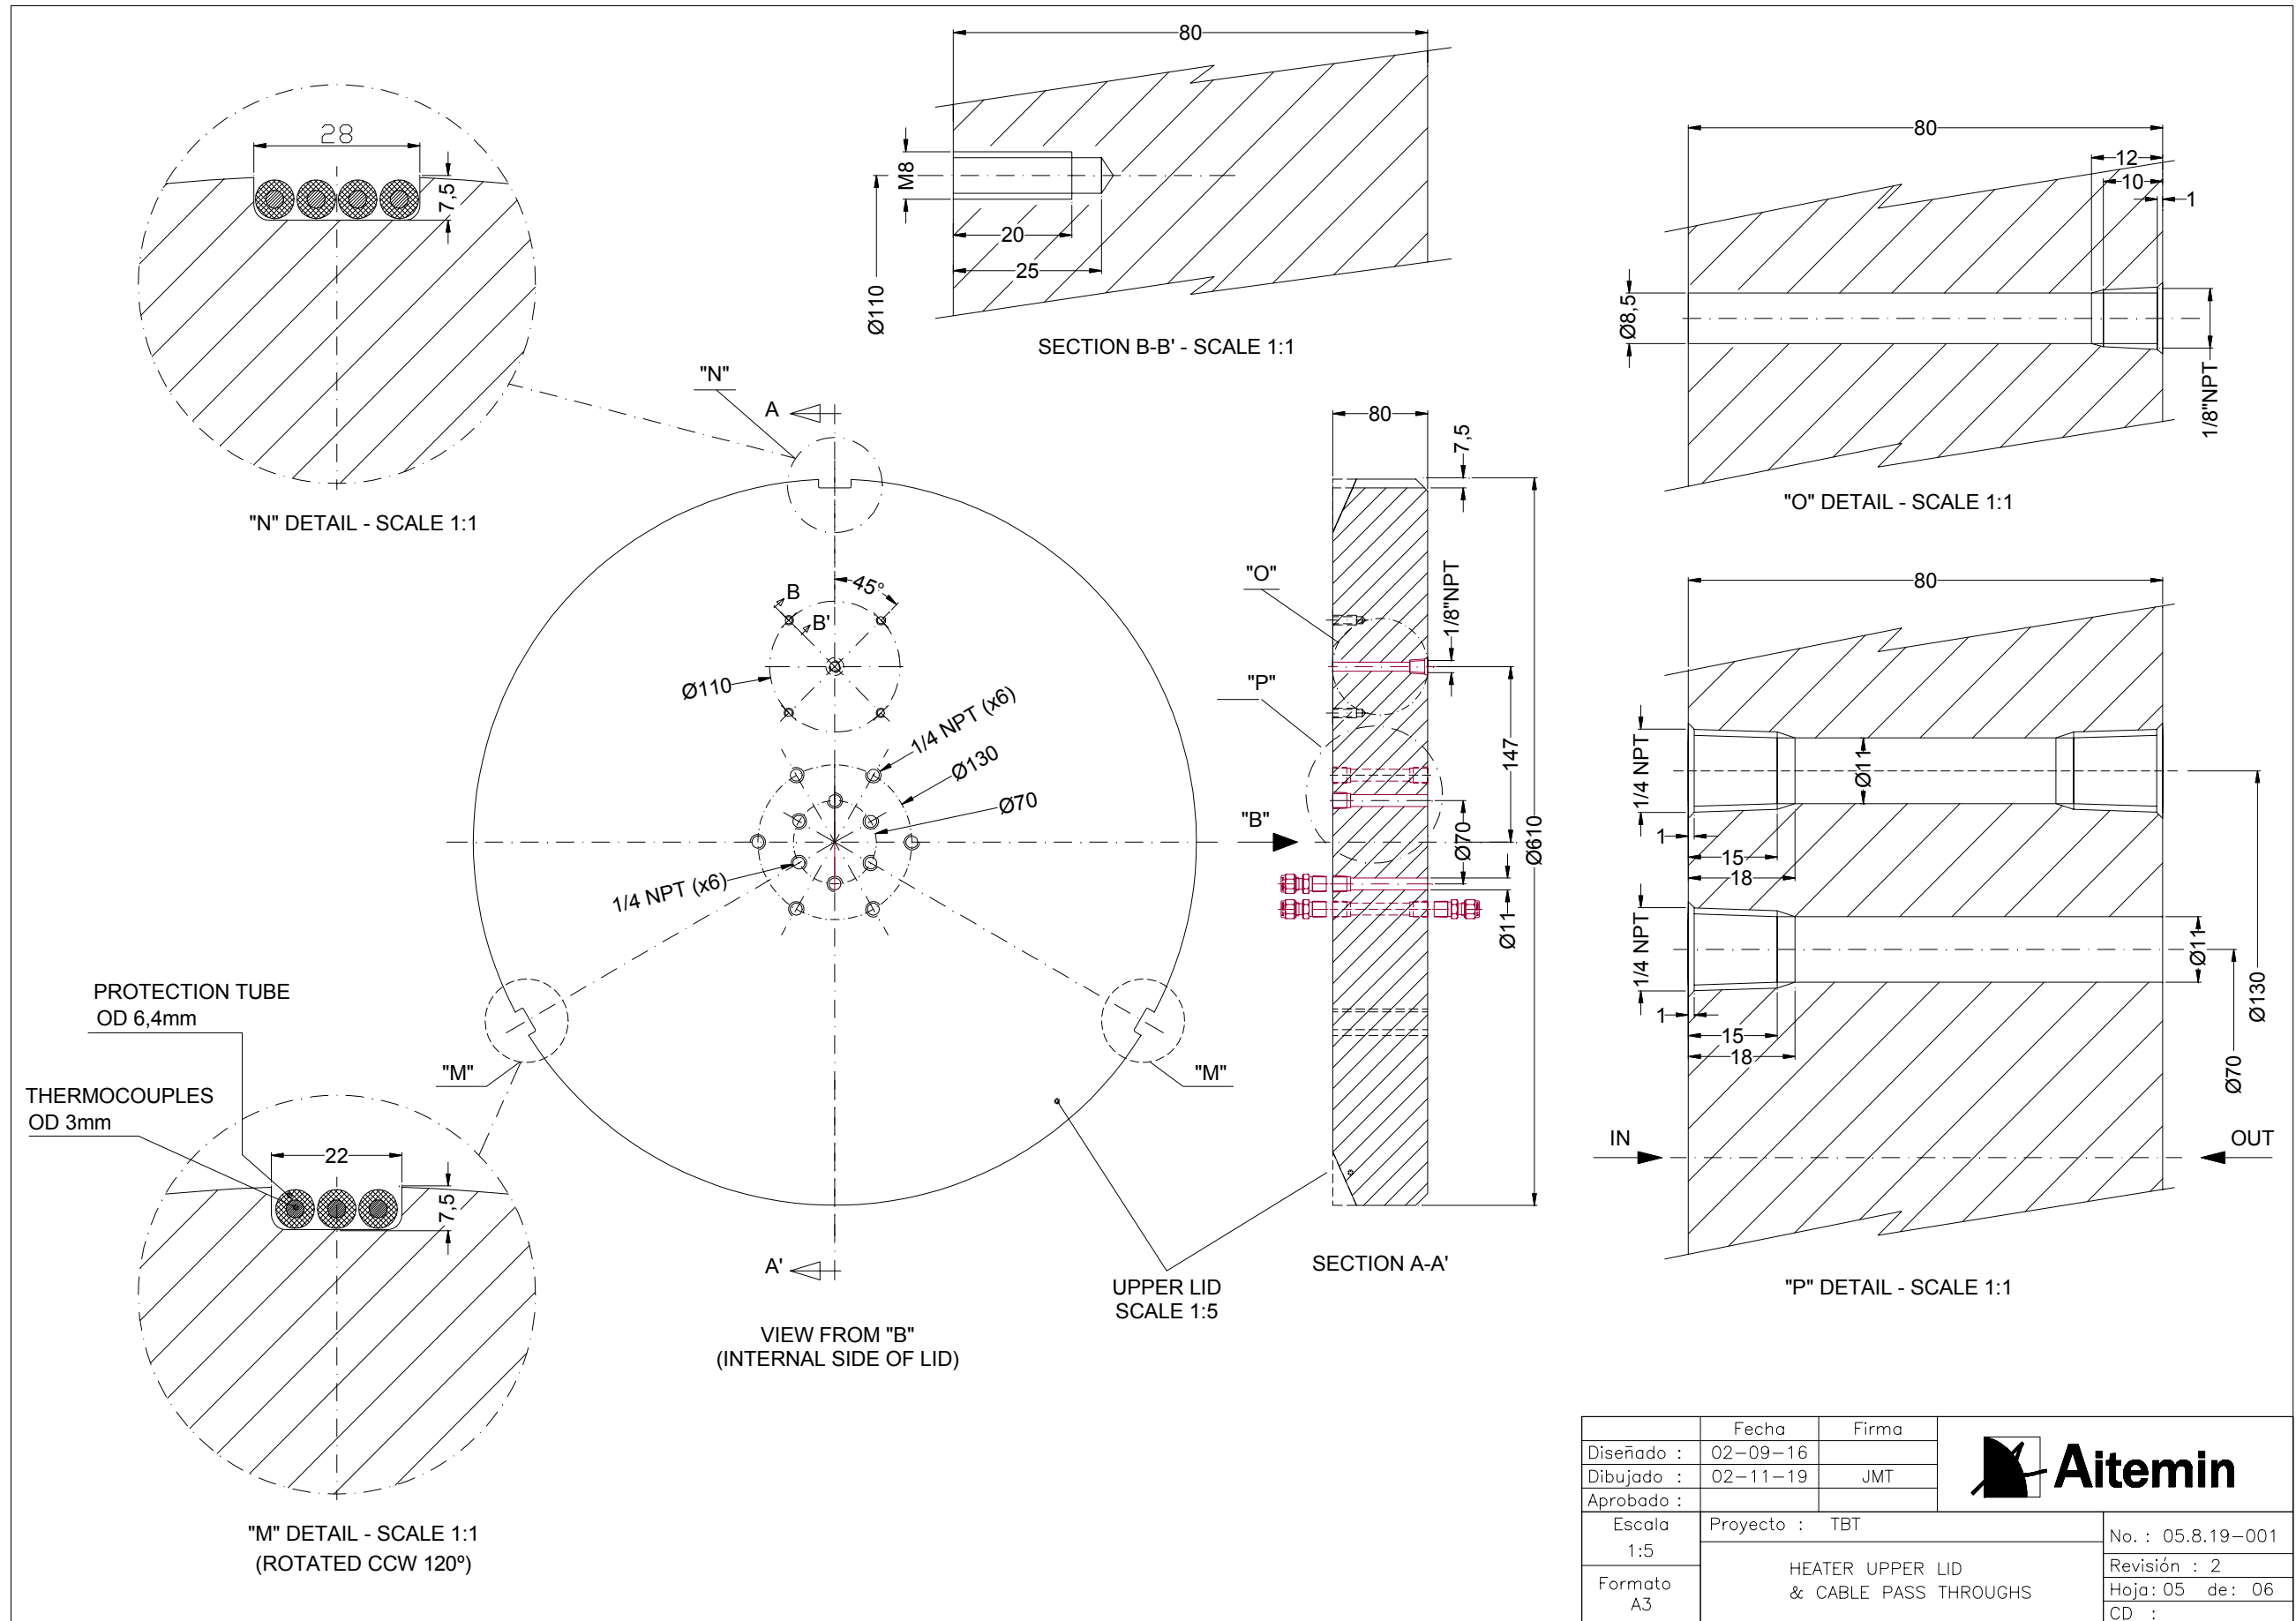 80
28
7,5
"N" DETAIL - SCALE 1:1
M8
20
25
Ø110
SECTION B-B' - SCALE 1:1
80
12
10
1
Ø8,5
1/8"NPT
"O" DETAIL - SCALE 1:1
"N"
A
45°
B
B'
Ø110
1/4 NPT (x6)
Ø130
Ø70
1/4 NPT (x6)
"M"
"M"
A'
VIEW FROM "B"
(INTERNAL SIDE OF LID)
UPPER LID
SCALE 1:5
80
7,5
"O"
"P"
"B"
1/8"NPT
147
Ø70
Ø610
Ø11
SECTION A-A'
80
1/4 NPT
Ø11
1
15
18
1/4 NPT
Ø11
1
15
18
Ø130
Ø70
IN
OUT
"P" DETAIL - SCALE 1:1
PROTECTION TUBE
OD 6,4mm
THERMOCOUPLES
OD 3mm
22
7,5
"M" DETAIL - SCALE 1:1
(ROTATED CCW 120º)
Fecha Firma
Diseñado : 02-09-16
Dibujado : 02-11-19 JMT
Aprobado :
Aitemin
Escala
1:5
Proyecto : TBT
No. : 05.8.19-001
Formato
A3
HEATER UPPER LID
& CABLE PASS THROUGHS
Revisión : 2
Hoja: 05 de: 06
CD :